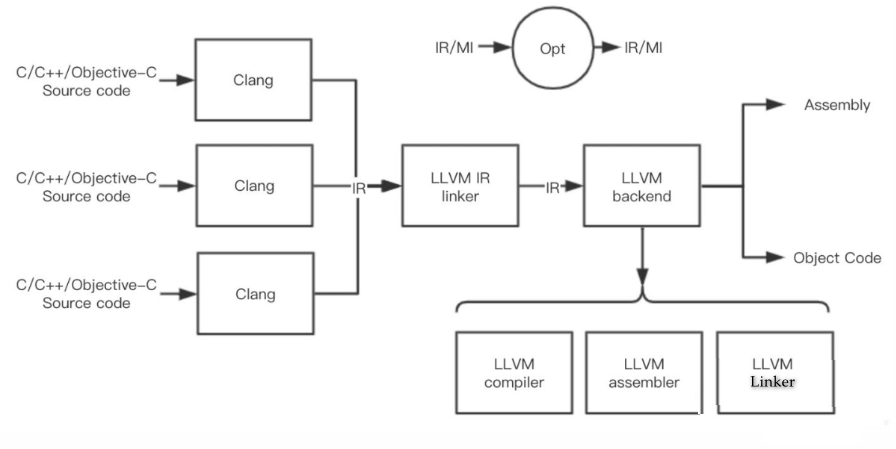 IR/MI
Opt
IR/MI
C/C++/Objective-C
Source code
Clang
Assembly
C/C++/Objective-C
Source code
Clang
IR
LLVM IR
linker
IR
LLVM
backend
C/C++/Objective-C
Source code
Clang
Object Code
LLVM
compiler
LLVM
assembler
LLVM
Linker